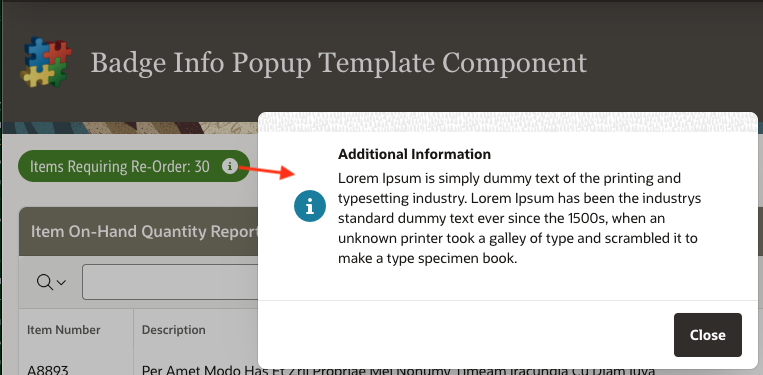 Badge Info Popup Template Component
Items Requiring Re-Order: 30
Additional Information
Lorem Ipsum is simply dummy text of the printing and
typesetting industry. Lorem Ipsum has been the industrys
standard dummy text ever since the 1500s, when an
unknown printer took a galley of type and scrambled it to
make a type specimen book.
Close
Item On-Hand Quantity Report
Item Number
Description
A8893
Per Amet Modo Has Et Zril Propriae Mei Nonumy Timeam Iracundia Cu Diam Iuva